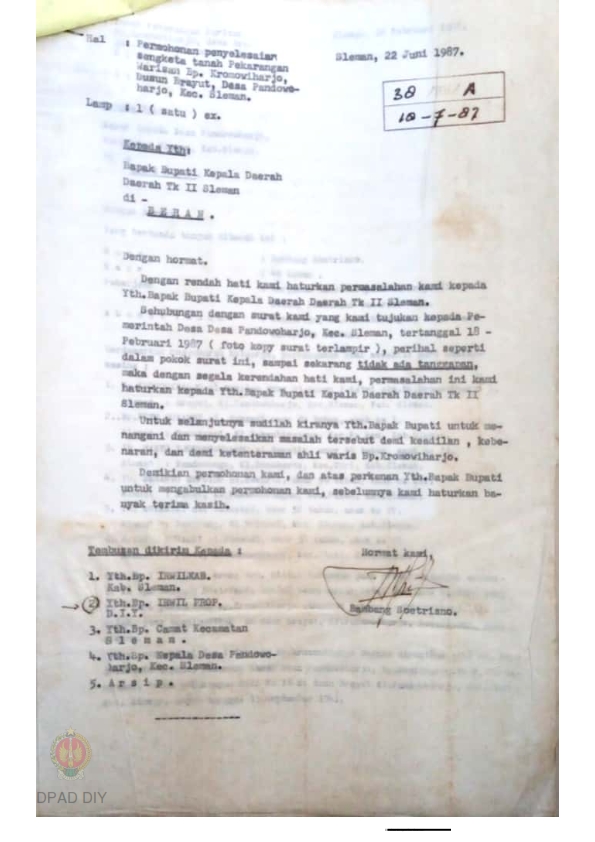 Hal : Permohonan penyelesaian
sengketa tanah Pekarangan
Warisan Bp. Kromowiharjo,
Dusun Brayut, Desa Pandowo-
harjo, Kec. Sleman.
Sleman, 22 Juni 1987.
Lamp : 1 ( satu ) ex.
38 A
10-7-87
Kepada Yth:
Bapak Bupati Kepala Daerah
Daerah Tk II Sleman
di -
B E R A N .
Dengan hormat.
Dengan rendah hati kami haturkan permasalahan kami kepada
Yth.Bapak Bupati Kepala Daerah Daerah Tk II Sleman.
Sehubungan dengan surat kami yang kami tujukan kepada Pe-
merintah Desa Desa Pandowoharjo, Kec. Sleman, tertanggal 18 -
Pebruari 1987 ( foto kopy surat terlampir ), perihal seperti
dalam pokok surat ini, sampai sekarang tidak ada tanggapan,
maka dengan segala kerendahan hati kami, permasalahan ini kami
haturkan kepada Yth.Bapak Bupati Kepala Daerah Daerah Tk II
Sleman.
Untuk selanjutnya sudilah kiranya Yth.Bapak Bupati untuk me-
nangani dan menyelesaikan masalah tersebut demi keadilan , kebe-
naran, dan demi ketenteraman ahli waris Bp.Kromowiharjo.
Demikian permohonan kami, dan atas perkenan Yth.Bapak Bupati
untuk mengabulkan permohonan kami, sebelumnya kami haturkan ba-
nyak terima kasih.
Tembusan dikirim Kepada :
1. Yth.Bp. IRWILKAB.
Kab. Sleman.
2. Yth.Bp. IRWIL PROP.
D.I.Y.
3. Yth.Bp. Camat Kecamatan
S l e m a n .
4. Yth.Bp. Kepala Desa Pandowo-
harjo, Kec. Sleman.
5. A r s i p .
Hormat kami,
Bambang Soetrisno.
DPAD DIY